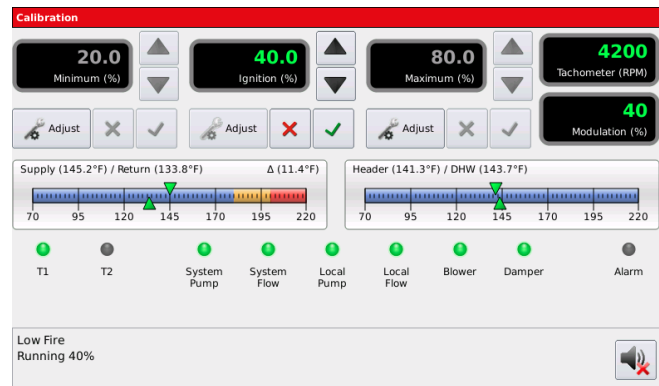 Calibration
20.0
Minimum (%)
40.0
Ignition (%)
80.0
Maximum (%)
4200
Tachometer (RPM)
Adjust
Adjust
Adjust
40
Modulation (%)
Supply (145.2°F) / Return (133.8°F) Δ (11.4°F)
70 95 120 145 170 195 220
Header (141.3°F) / DHW (143.7°F)
70 95 120 145 170 195 220
T1
T2
System
Pump
System
Flow
Local
Pump
Local
Flow
Blower
Damper
Alarm
Low Fire
Running 40%